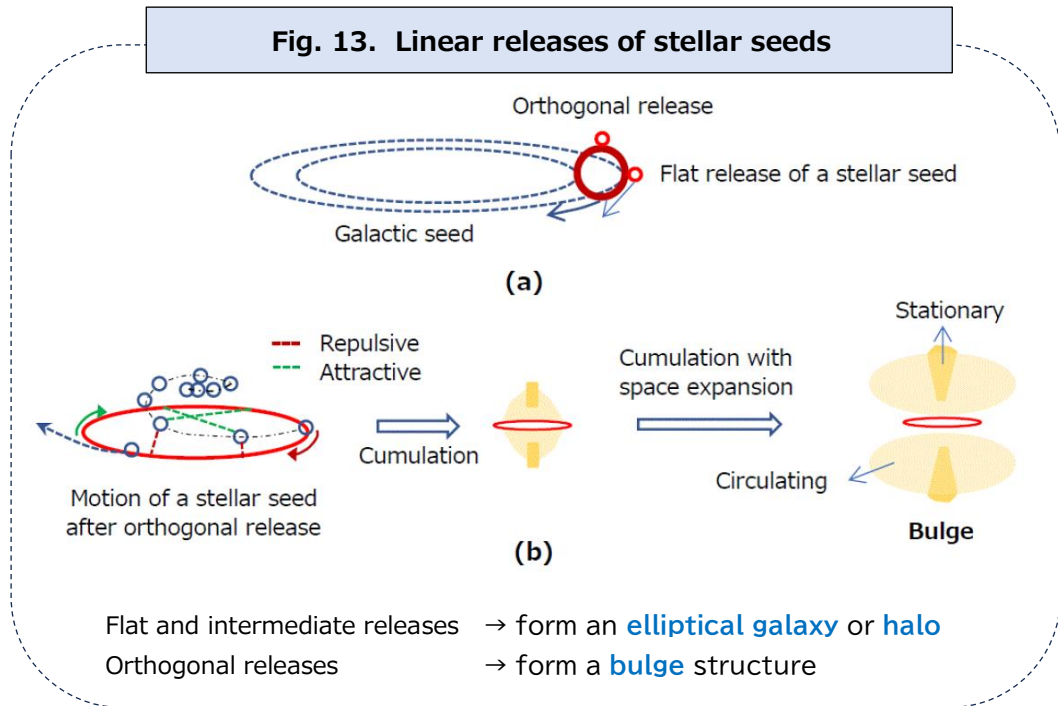 Fig. 13.  Linear releases of stellar seeds
Orthogonal release
Flat release of a stellar seed
Galactic seed
(a)
Stationary
Repulsive
Attractive
Cumulation with
space expansion
Cumulation
Circulating
Motion of a stellar seed
after orthogonal release
Bulge
(b)
Flat and intermediate releases → form an elliptical galaxy or halo
Orthogonal releases → form a bulge structure